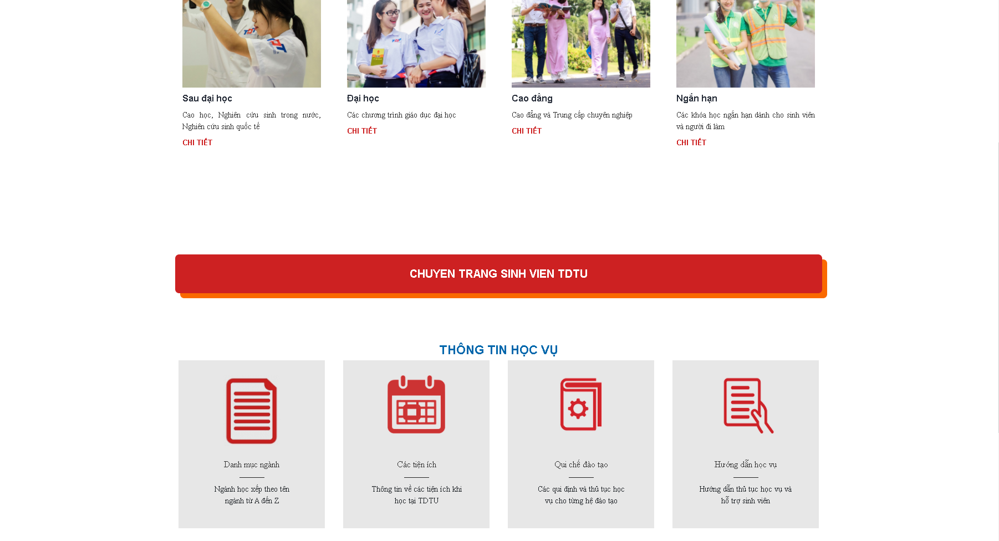 TDT
TDT
Sau đại học
Cao học, Nghiên cứu sinh trong nước,
Nghiên cứu sinh quốc tế
CHI TIẾT
Đại học
Các chương trình giáo dục đại học
CHI TIẾT
Cao đẳng
Cao đẳng và Trung cấp chuyên nghiệp
CHI TIẾT
Ngắn hạn
Các khóa học ngắn hạn dành cho sinh viên
và người đi làm
CHI TIẾT
CHUYEN TRANG SINH VIEN TDTU
THÔNG TIN HỌC VỤ
Danh mục ngành
Ngành học xếp theo tên
ngành từ A đến Z
Các tiện ích
Thông tin về các tiện ích khi
học tại TDTU
Qui chế đào tạo
Các qui định và thủ tục học
vụ cho từng hệ đào tạo
Hướng dẫn học vụ
Hướng dẫn thủ tục học vụ và
hỗ trợ sinh viên